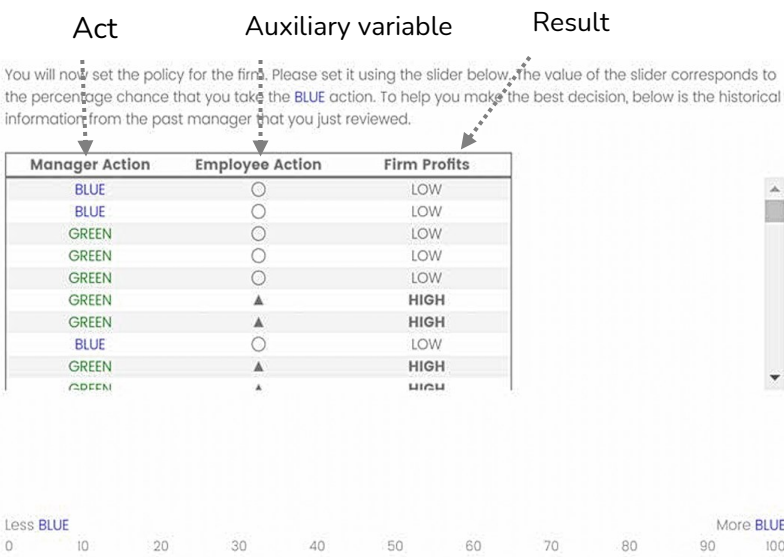 Act Auxiliary variable Result
You will now set the policy for the firm. Please set it using the slider below. The value of the slider corresponds to
the percentage chance that you take the BLUE action. To help you make the best decision, below is the historical
information from the past manager that you just reviewed.
Manager Action Employee Action Firm Profits
BLUE ○ LOW
BLUE ○ LOW
GREEN ○ LOW
GREEN ○ LOW
GREEN ○ LOW
GREEN ▲ HIGH
GREEN ▲ HIGH
BLUE ○ LOW
GREEN ▲ HIGH
GREEN ▲ HIGH
Less BLUE More BLUE
0 10 20 30 40 50 60 70 80 90 100